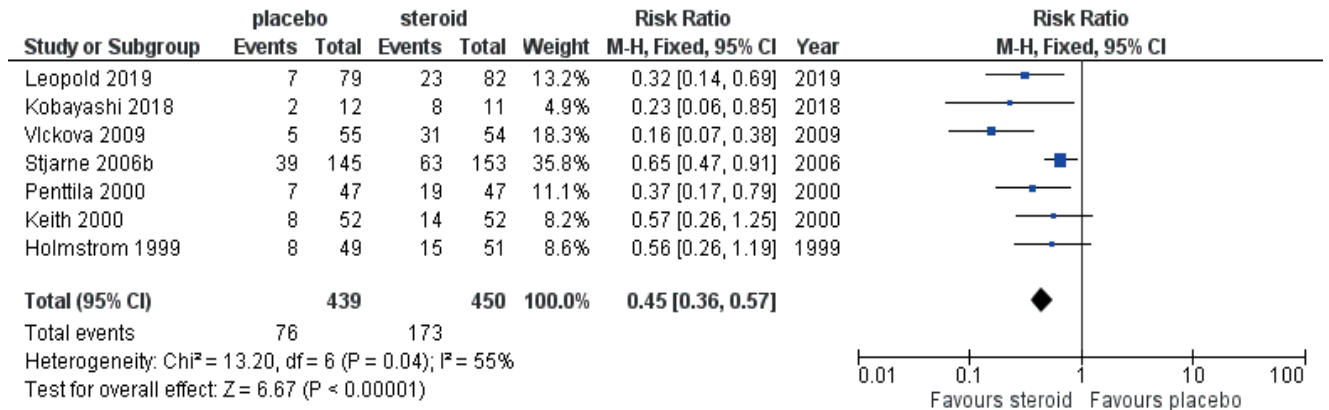 placebo steroid Risk Ratio Risk Ratio
Study or Subgroup Events Total Events Total Weight M-H, Fixed, 95% CI Year M-H, Fixed, 95% CI
Leopold 2019 7 79 23 82 13.2% 0.32 [0.14, 0.69] 2019
Kobayashi 2018 2 12 8 11 4.9% 0.23 [0.06, 0.85] 2018
Vlckova 2009 5 55 31 54 18.3% 0.16 [0.07, 0.38] 2009
Stjarne 2006b 39 145 63 153 35.8% 0.65 [0.47, 0.91] 2006
Penttila 2000 7 47 19 47 11.1% 0.37 [0.17, 0.79] 2000
Keith 2000 8 52 14 52 8.2% 0.57 [0.26, 1.25] 2000
Holmstrom 1999 8 49 15 51 8.6% 0.56 [0.26, 1.19] 1999
Total (95% CI) 439 450 100.0% 0.45 [0.36, 0.57]
Total events 76 173
Heterogeneity: Chi² = 13.20, df = 6 (P = 0.04); I² = 55%
Test for overall effect: Z = 6.67 (P < 0.00001)
0.01 0.1 1 10 100
Favours steroid Favours placebo